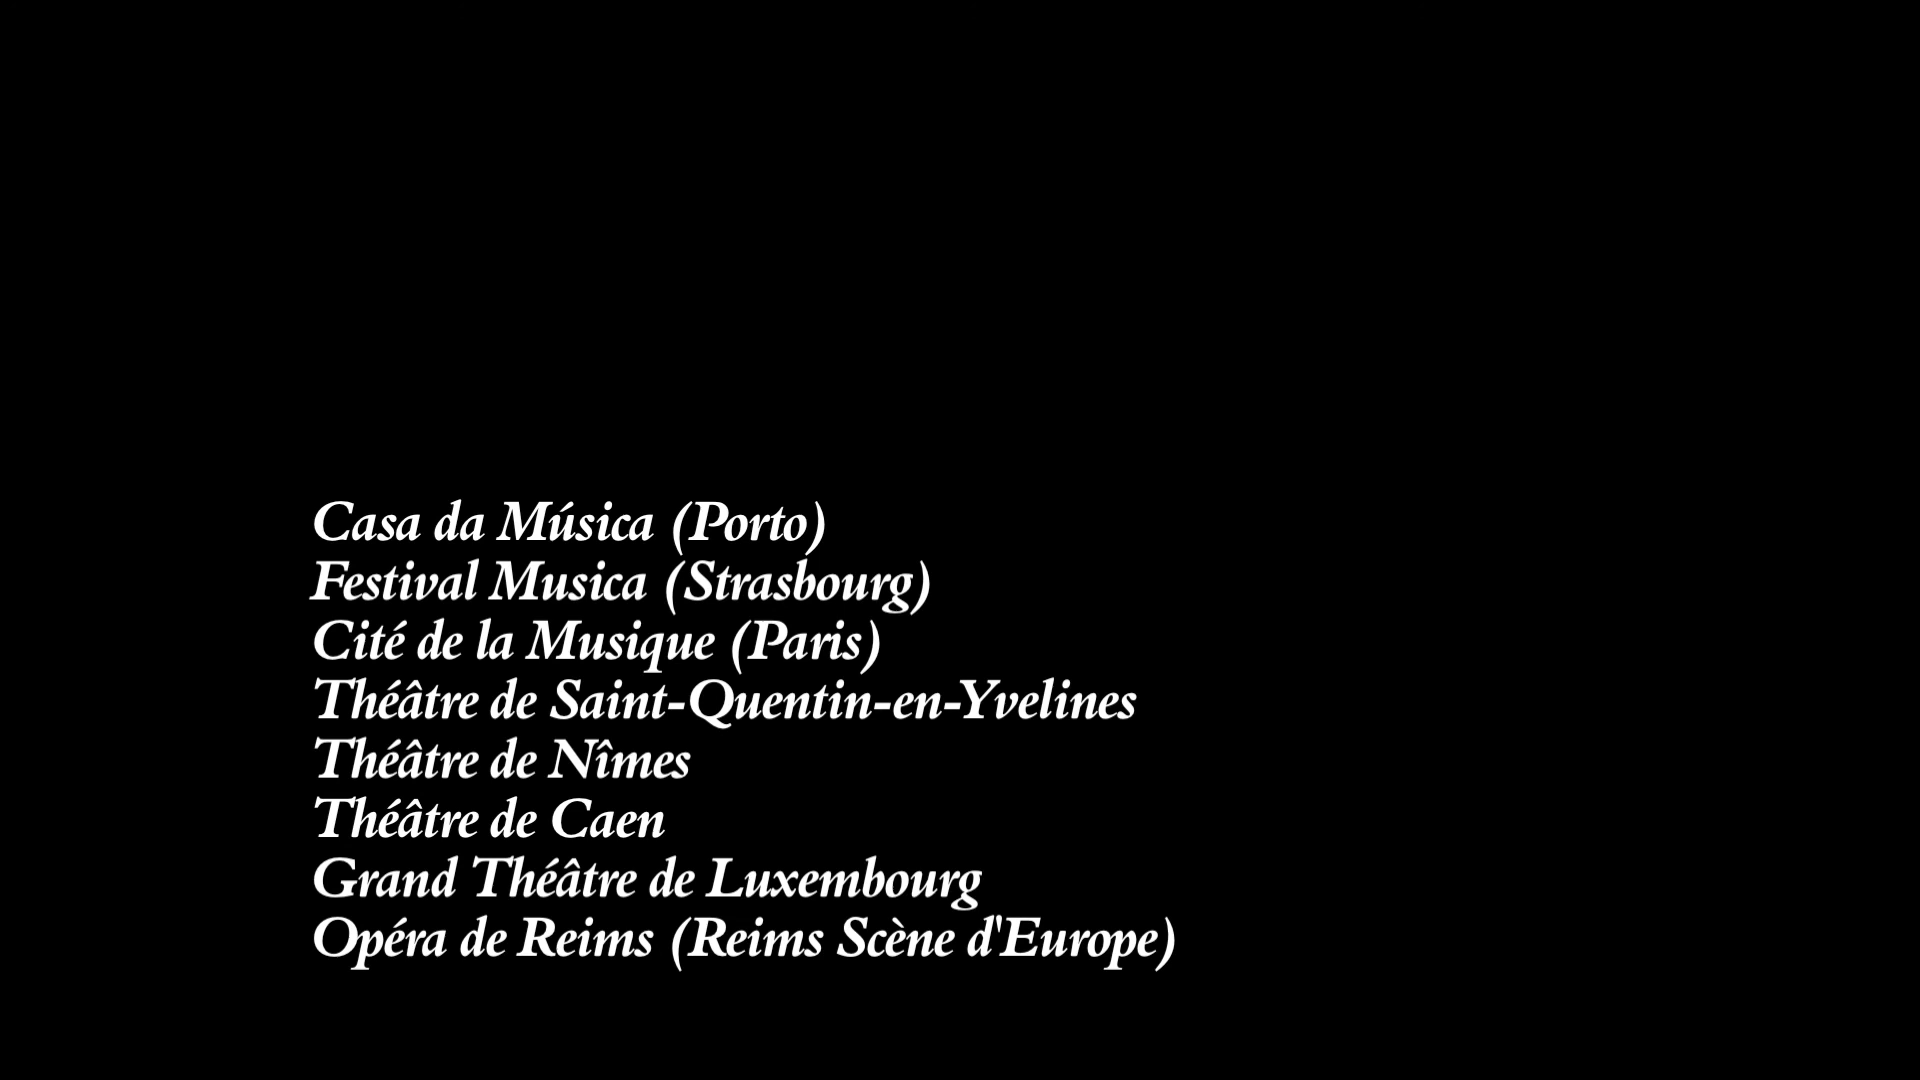 Casa da Música (Porto)
Festival Musica (Strasbourg)
Cité de la Musique (Paris)
Théâtre de Saint-Quentin-en-Yvelines
Théâtre de Nîmes
Théâtre de Caen
Grand Théâtre de Luxembourg
Opéra de Reims (Reims Scène d'Europe)